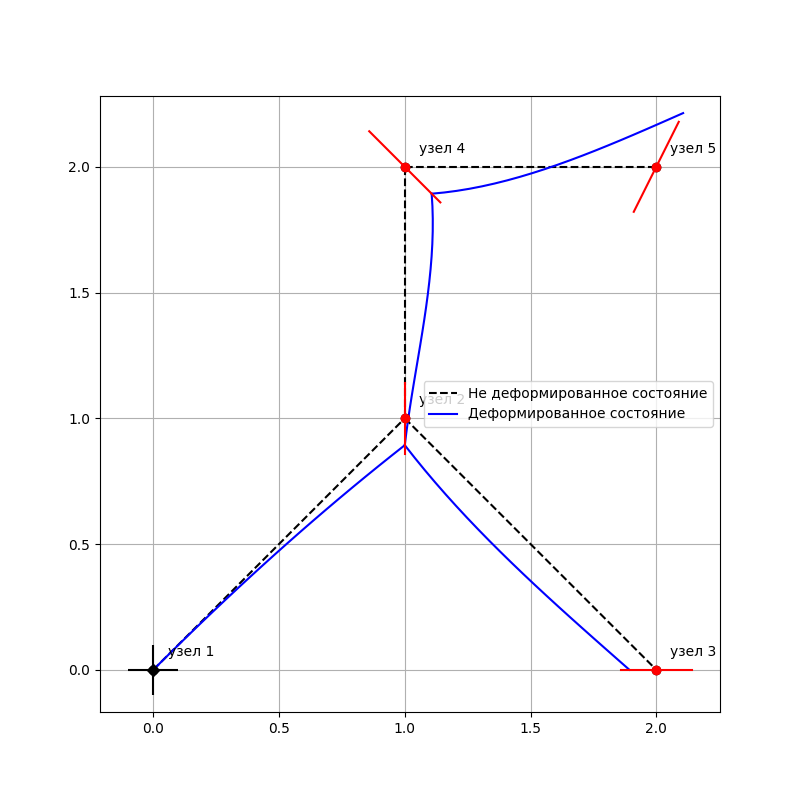 узел 4
2.0
узел 5
1.5
узел 2
Не деформированное состояние
Деформированное состояние
1.0
0.5
узел 1
узел 3
0.0
0.0
0.5
1.0
1.5
2.0